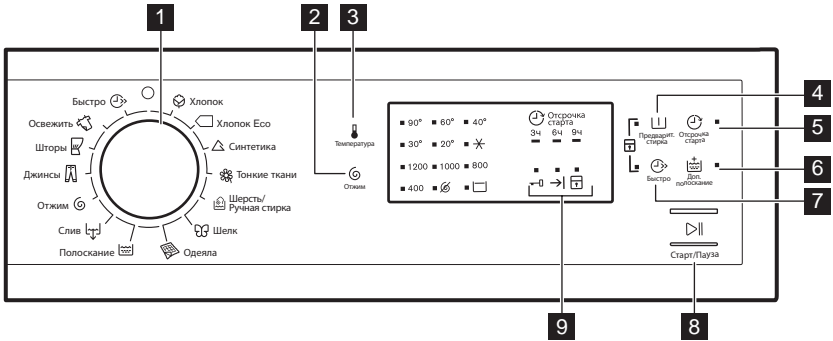 1
2
3
4
5
6
7
8
9
Быстро
Освежить
Шторы
Джинсы
Отжим
Слив
Полоскание
Хлопок
Хлопок Eco
Синтетика
Тонкие ткани
Шерсть/
Ручная стирка
Шелк
Одеяла
Температура
Отжим
90° 60° 40°
30° 20°
1200 1000 800
400
Отсрочка
старта
3ч 6ч 9ч
Предварит.
стирка
Отсрочка
старта
Быстро
Доп.
полоскание
Старт/Пауза